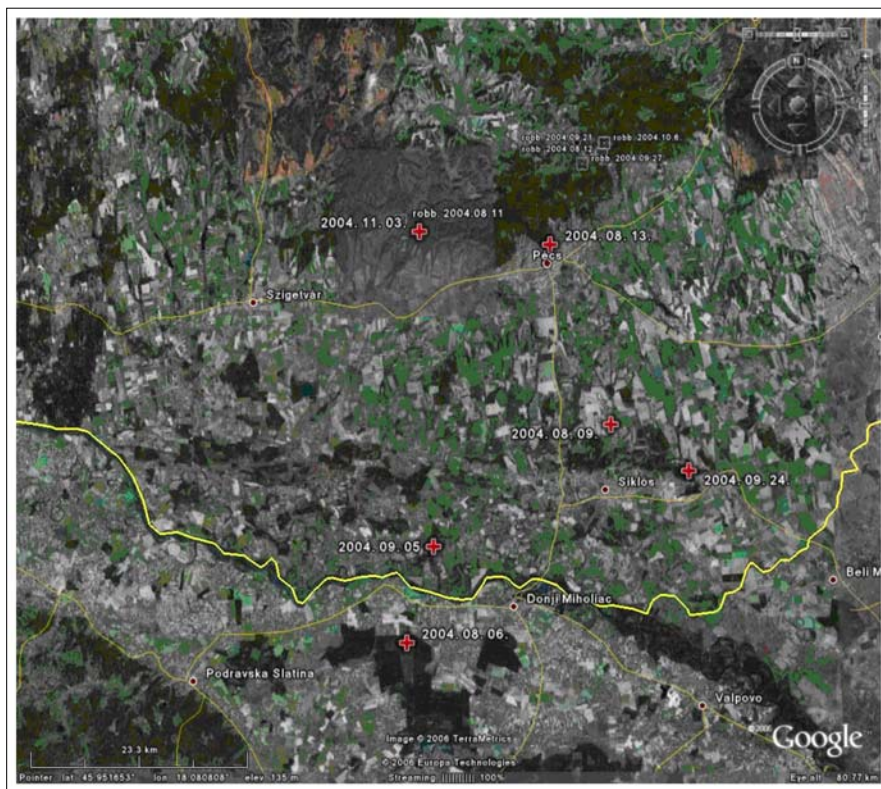 N
robb 2004.09.21.
robb. 2004.10.6.
robb. 2004.08.12.
robb 2004.09.27.
robb. 2004.08.11
2004. 11. 03.
2004. 08. 13.
Pécs
Szigetvár
2004. 08. 09.
2004. 09. 24.
Siklós
2004. 09. 05
Beli M
Donji Miholjac
2004. 08. 06.
Podravska Slatina
Valpovo
Image © 2006 TerraMetrics
© 2006
Google
23.3 km
© 2006 Europa Technologies
Pointer lat 45.951653° lon 18.080808° elev 135 m
Streaming ||||||||| 100%
Eye alt 80.77 km